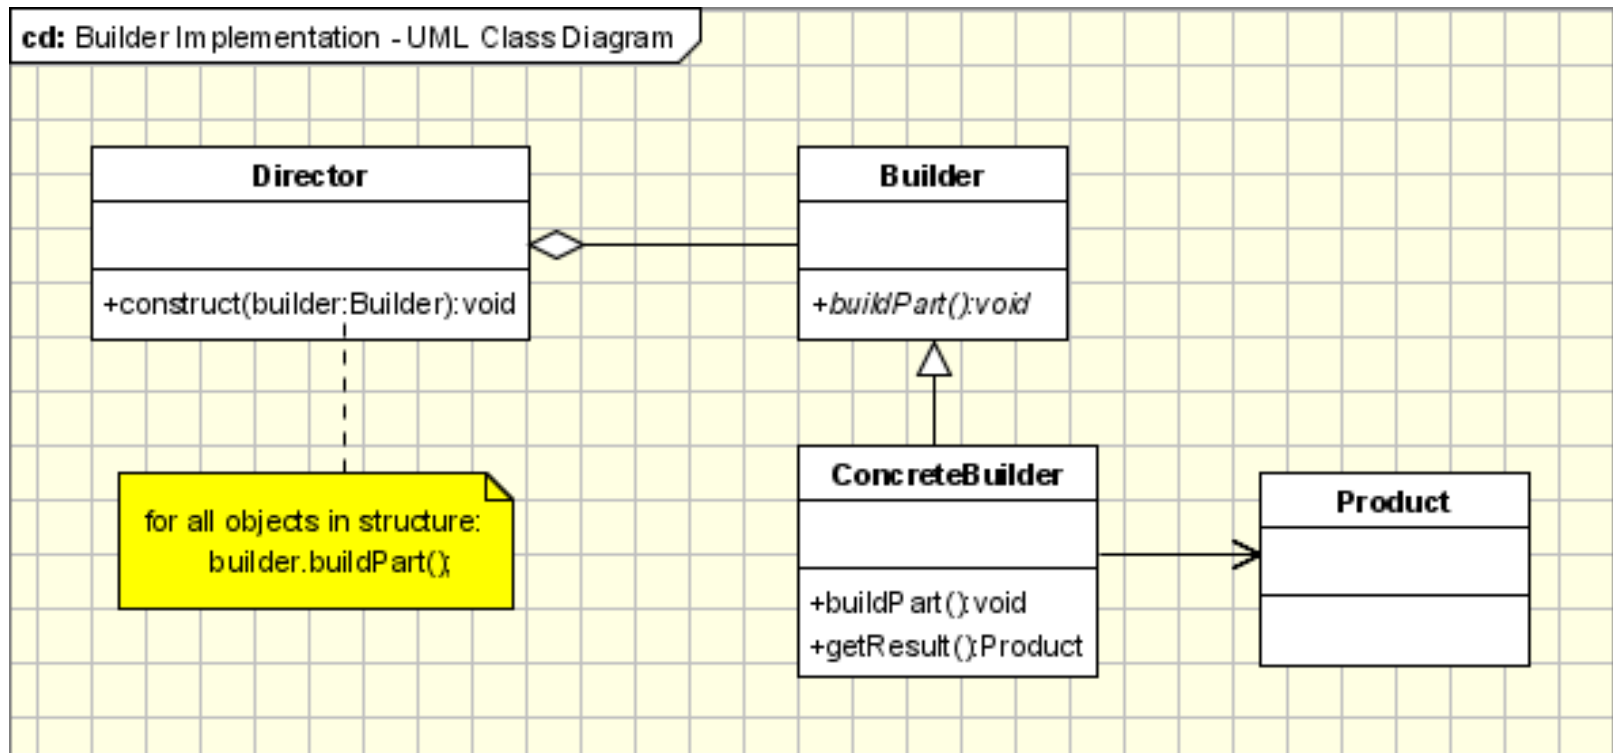 cd: Builder Implementation - UML Class Diagram
Director
+construct(builder:Builder):void
Builder
+buildPart():void
for all objects in structure:
builder.buildPart();
ConcreteBuilder
+buildPart():void
+getResult():Product
Product